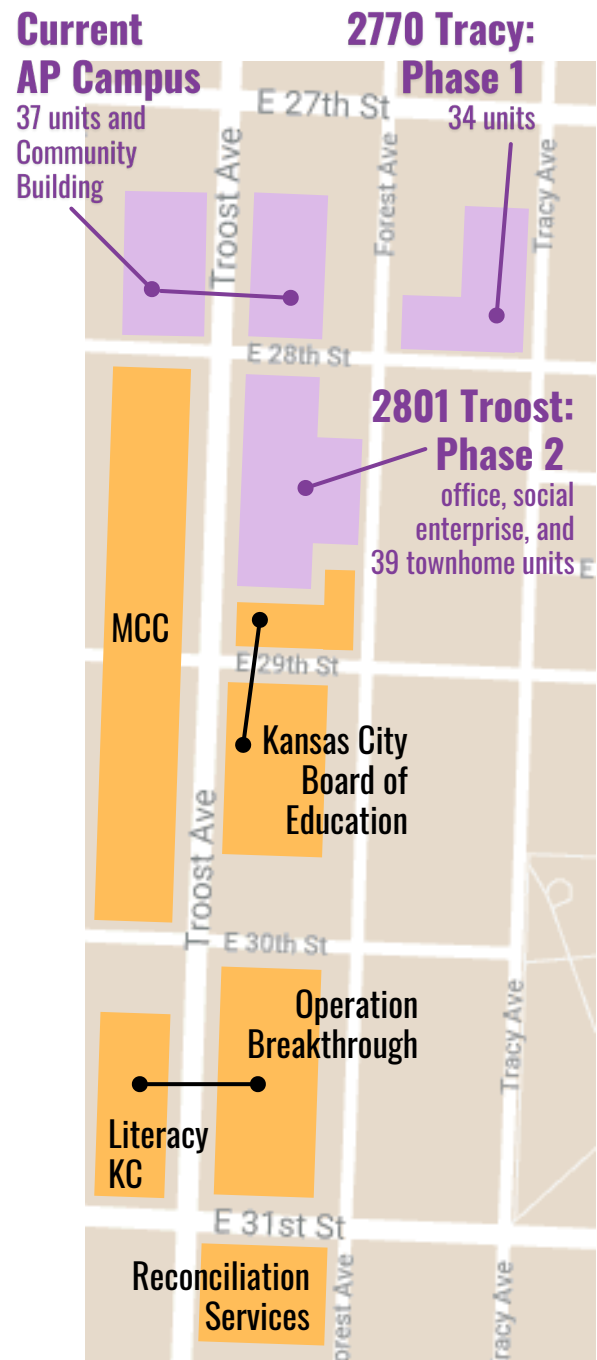 Current
AP Campus
37 units and
Community
Building
2770 Tracy:
Phase 1
34 units
E 27th St
Troost Ave
Forest Ave
Tracy Ave
E 28th St
2801 Troost:
Phase 2
office, social
enterprise, and
39 townhome units
E
MCC
E 29th St
Kansas City
Board of
Education
Troost Ave
E 30th St
Operation
Breakthrough
Tracy Ave
Literacy
KC
E 31st St
Reconciliation
Services
orest Ave
racy Ave